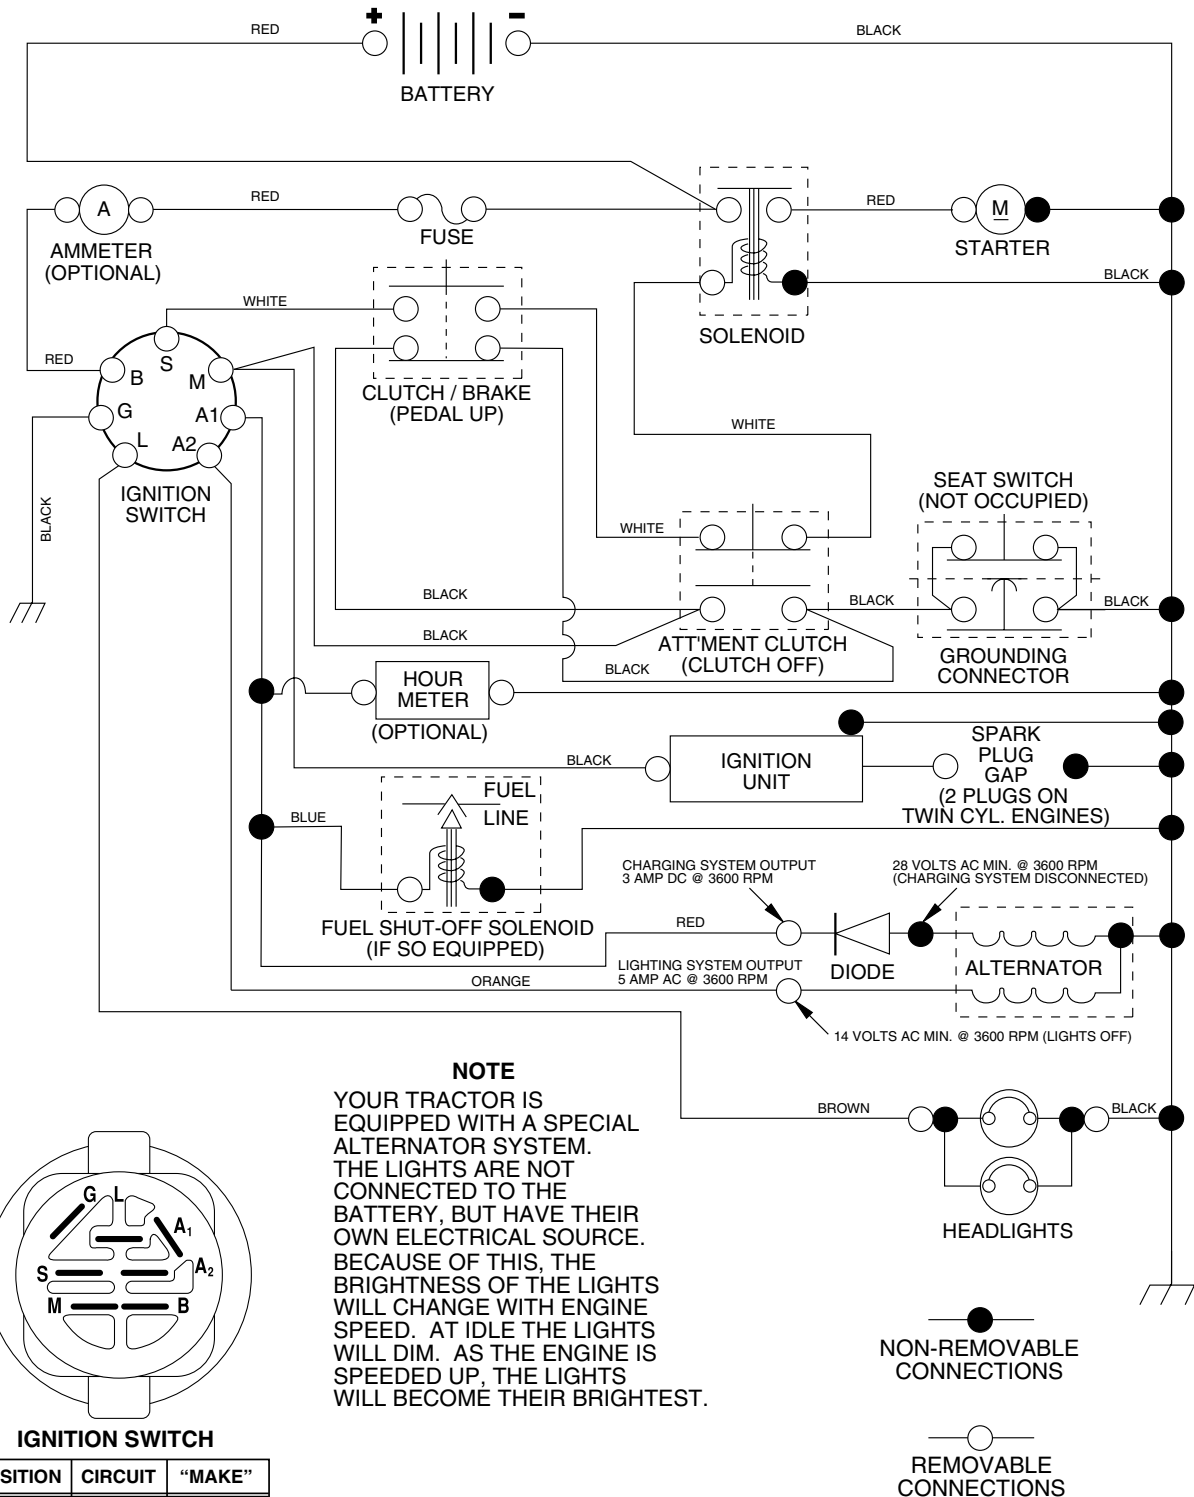 + -
RED
BLACK
BATTERY
RED
A
AMMETER
(OPTIONAL)
FUSE
RED
M
STARTER
BLACK
SOLENOID
WHITE
RED
S
B
M
G
A1
L
A2
IGNITION
SWITCH
BLACK
CLUTCH / BRAKE
(PEDAL UP)
WHITE
SEAT SWITCH
(NOT OCCUPIED)
WHITE
BLACK
BLACK
BLACK
BLACK
BLACK
ATT'MENT CLUTCH
(CLUTCH OFF)
GROUNDING
CONNECTOR
HOUR
METER
(OPTIONAL)
BLACK
IGNITION
UNIT
SPARK
PLUG
GAP
(2 PLUGS ON
TWIN CYL. ENGINES)
FUEL
LINE
BLUE
FUEL SHUT-OFF SOLENOID
(IF SO EQUIPPED)
CHARGING SYSTEM OUTPUT
3 AMP DC @ 3600 RPM
28 VOLTS AC MIN. @ 3600 RPM
(CHARGING SYSTEM DISCONNECTED)
RED
DIODE
ALTERNATOR
LIGHTING SYSTEM OUTPUT
5 AMP AC @ 3600 RPM
ORANGE
14 VOLTS AC MIN. @ 3600 RPM (LIGHTS OFF)
BROWN
BLACK
HEADLIGHTS
NOTE
YOUR TRACTOR IS
EQUIPPED WITH A SPECIAL
ALTERNATOR SYSTEM.
THE LIGHTS ARE NOT
CONNECTED TO THE
BATTERY, BUT HAVE THEIR
OWN ELECTRICAL SOURCE.
BECAUSE OF THIS, THE
BRIGHTNESS OF THE LIGHTS
WILL CHANGE WITH ENGINE
SPEED. AT IDLE THE LIGHTS
WILL DIM. AS THE ENGINE IS
SPEEDED UP, THE LIGHTS
WILL BECOME THEIR BRIGHTEST.
G L
A1
S
A2
M
B
IGNITION SWITCH
SITION CIRCUIT “MAKE”
NON-REMOVABLE
CONNECTIONS
REMOVABLE
CONNECTIONS